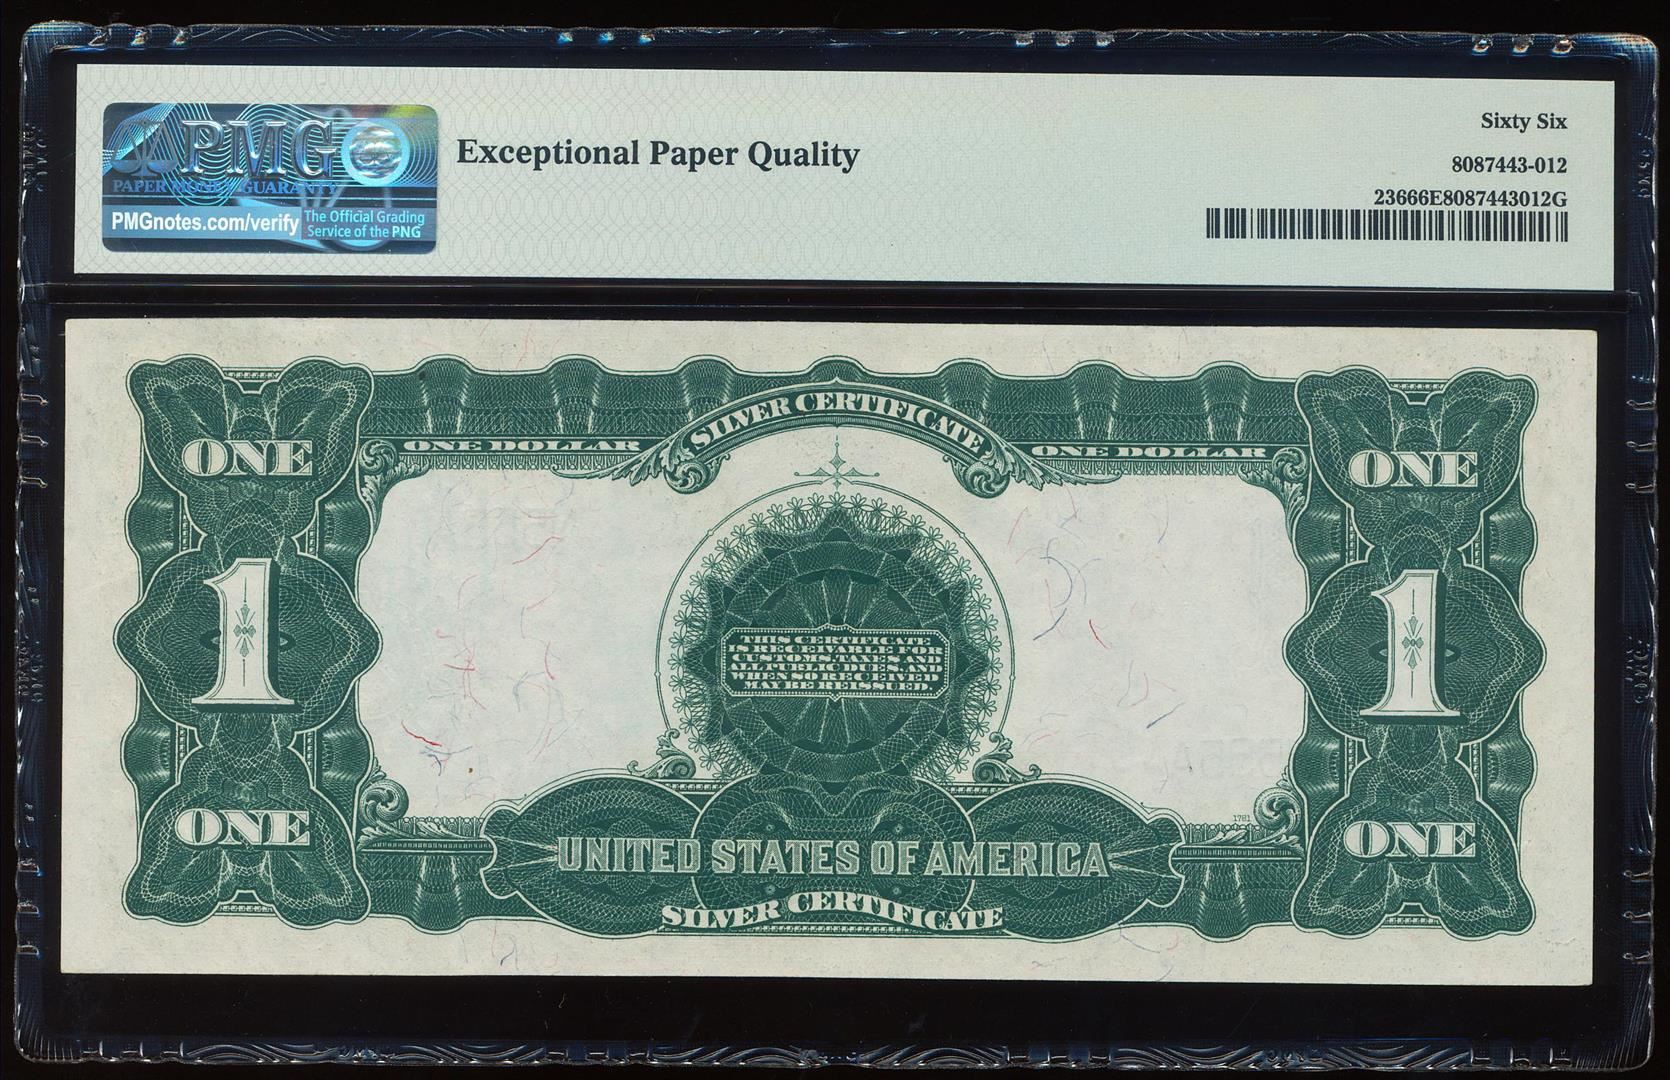 PMG
PAPER MONEY GUARANTY
PMGnotes.com/verify
The Official Grading
Service of the PNG
Exceptional Paper Quality
Sixty Six
8087443-012
23666E8087443012G
SILVER CERTIFICATE
ONE DOLLAR
ONE DOLLAR
ONE
ONE
1
1
THIS CERTIFICATE
IS RECEIVABLE FOR
CUSTOMS, TAXES AND
ALL PUBLIC DUES AND
WHEN SO RECEIVED
MAY BE REISSUED
1781
ONE
ONE
UNITED STATES OF AMERICA
SILVER CERTIFICATE